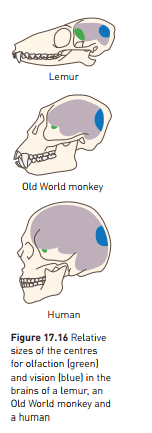 Lemur
Old World monkey
Human
Figure 17.16 Relative
sizes of the centres
for olfaction (green)
and vision (blue) in the
brains of a lemur, an
Old World monkey and
a human